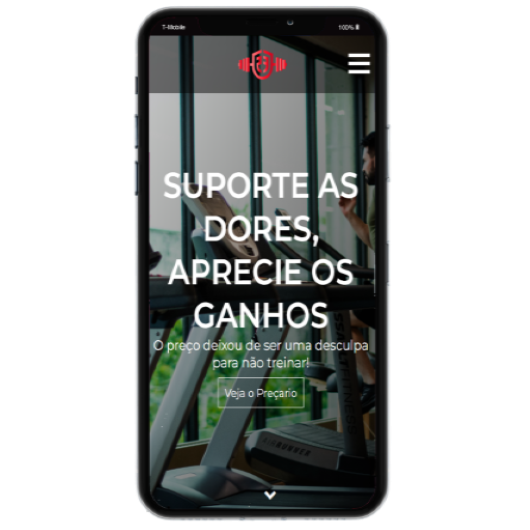 T-Mobile
100%
SUPORTE AS
DORES,
APRECIE OS
GANHOS
O preço deixou de ser uma desculpa
para não treinar!
Veja o Preçario